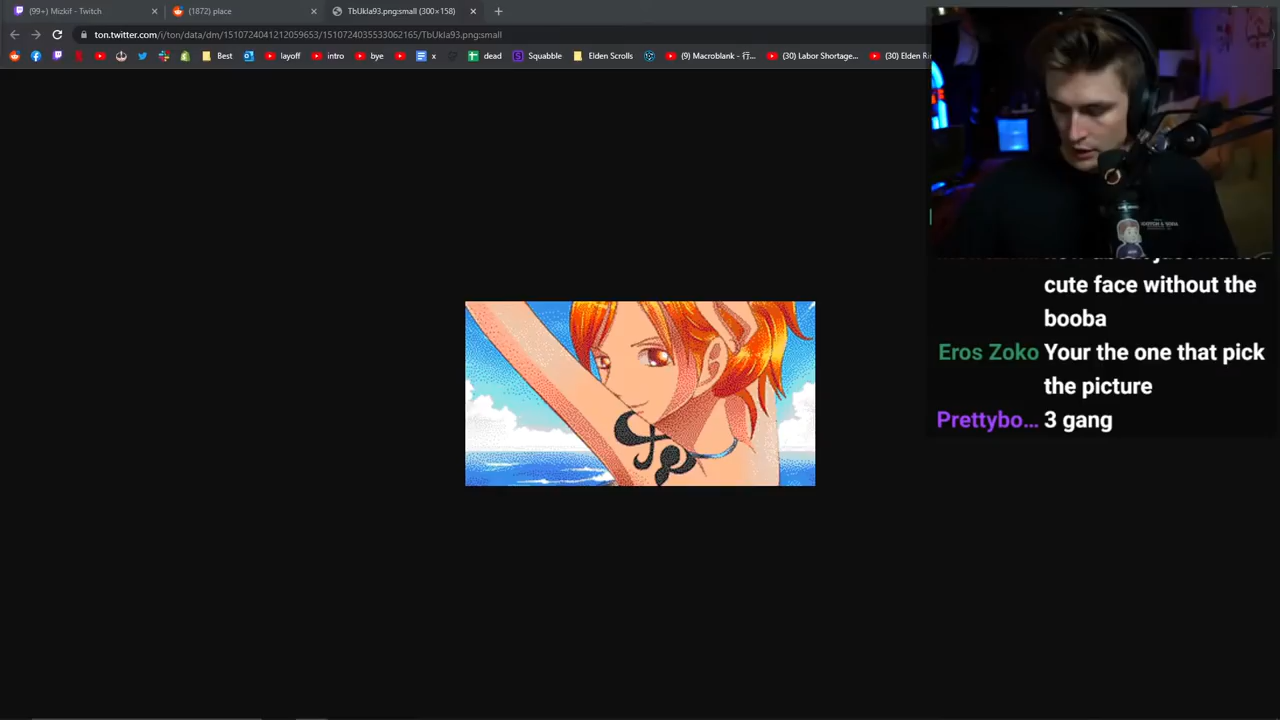 (99+) Mizkif - Twitch
(1872) place
TbUkla93.png:small (300×158)
ton.twitter.com/i/ton/data/dm/1510724041212059653/1510724035533062165/TbUkla93.png:small
Best
layoff
intro
bye
x
dead
Squabble
Elden Scrolls
(9) Macroblank - 行...
(30) Labor Shortage...
(30) Elden Ri
cute face without the
booba
Eros Zoko Your the one that pick
the picture
Prettybo... 3 gang